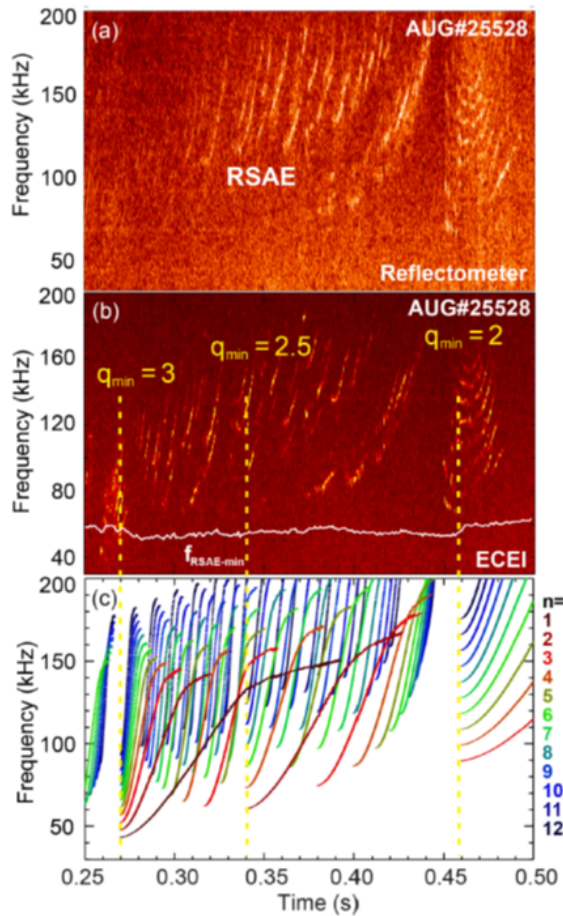 (a) AUG#25528
200
150
100
50
Frequency (kHz)
RSAE
Reflectometer
(b) AUG#25528
200
160
120
80
40
Frequency (kHz)
q_min = 3
q_min = 2.5
q_min = 2
f_RSAE-min
ECEI
(c)
200
150
100
50
Frequency (kHz)
n=
1
2
3
4
5
6
7
8
9
10
11
12
0.25 0.30 0.35 0.40 0.45 0.50
Time (s)